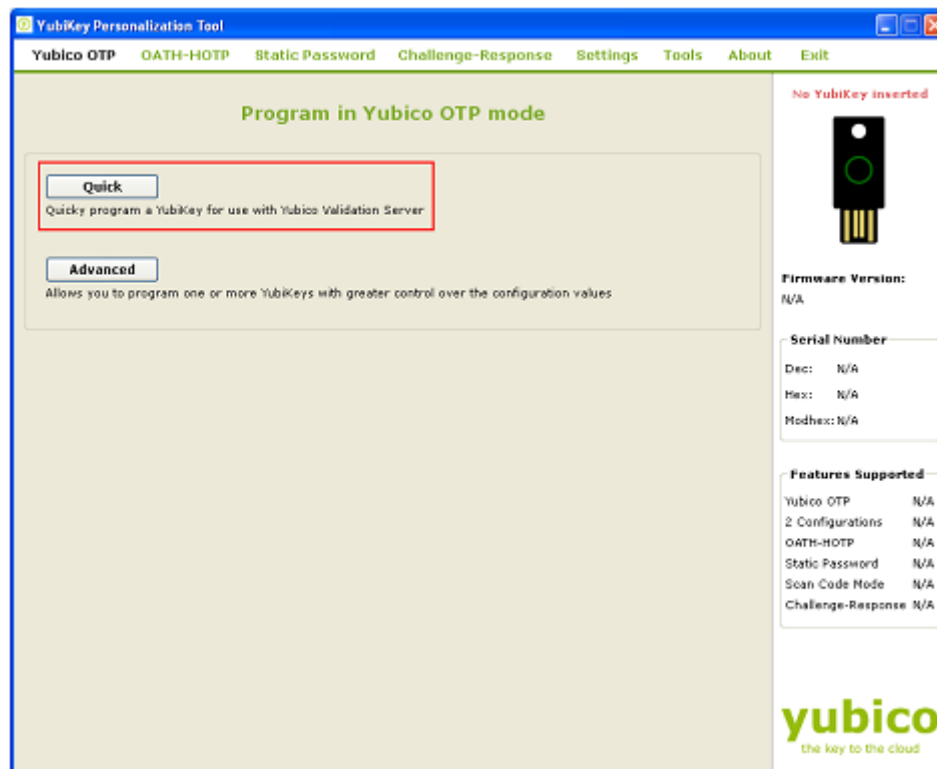 YubiKey Personalization Tool
Yubico OTP OATH-HOTP Static Password Challenge-Response Settings Tools About Exit
Program in Yubico OTP mode
Quick
Quicky program a YubiKey for use with Yubico Validation Server
Advanced
Allows you to program one or more YubiKeys with greater control over the configuration values
No YubiKey inserted
Firmware Version:
N/A
Serial Number
Dec: N/A
Hex: N/A
Modhex: N/A
Features Supported
Yubico OTP N/A
2 Configurations N/A
OATH-HOTP N/A
Static Password N/A
Scan Code Mode N/A
Challenge-Response N/A
yubico
the key to the cloud